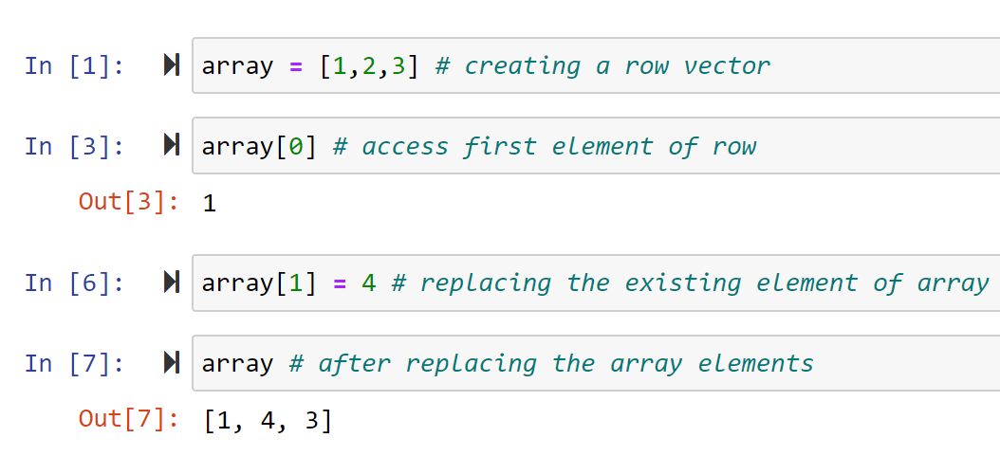 In [1]: array = [1,2,3] # creating a row vector
In [3]: array[0] # access first element of row
Out[3]: 1
In [6]: array[1] = 4 # replacing the existing element of array
In [7]: array # after replacing the array elements
Out[7]: [1, 4, 3]